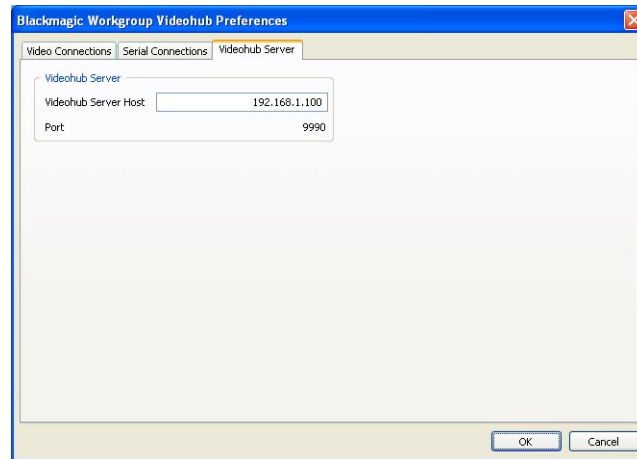 Blackmagic Workgroup Videohub Preferences
Video Connections Serial Connections Videohub Server
Videohub Server
Videohub Server Host 192.168.1.100
Port 9990
OK Cancel